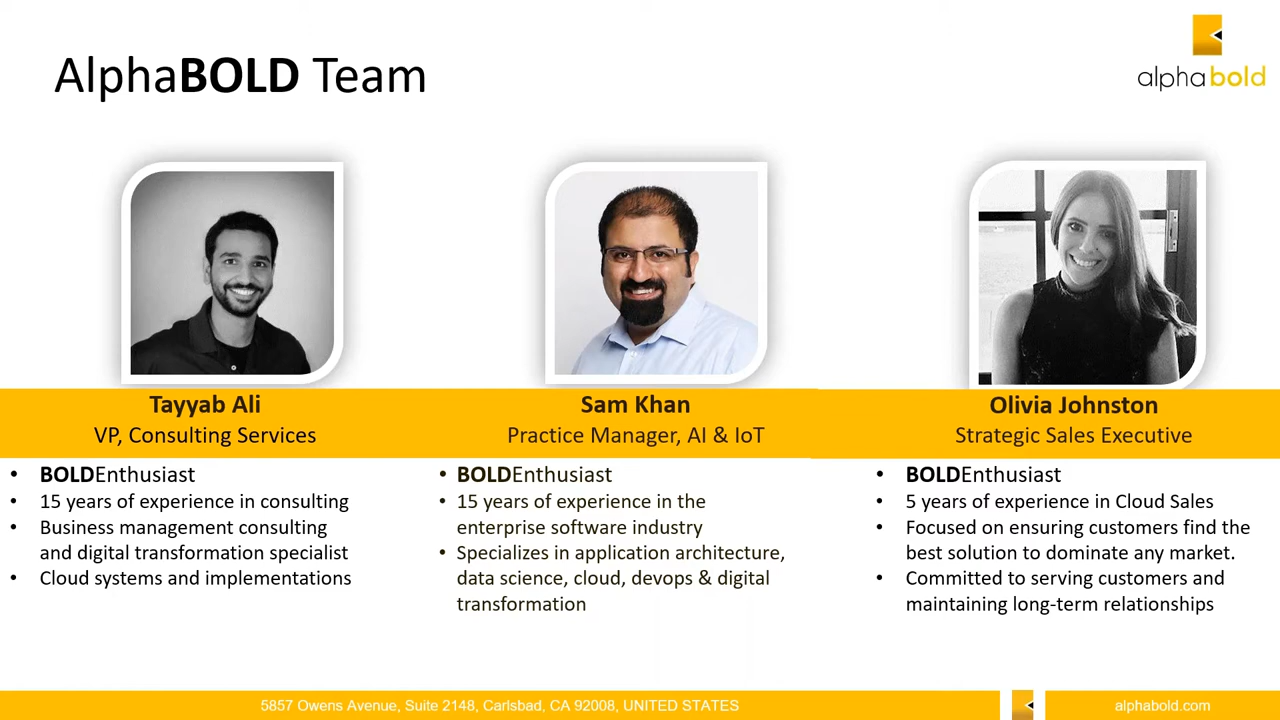 AlphaBOLD Team
alphabold
Tayyab Ali
VP, Consulting Services
• BOLDEnthusiast
• 15 years of experience in consulting
• Business management consulting
and digital transformation specialist
• Cloud systems and implementations
Sam Khan
Practice Manager, AI & IoT
• BOLDEnthusiast
• 15 years of experience in the
enterprise software industry
• Specializes in application architecture,
data science, cloud, devops & digital
transformation
Olivia Johnston
Strategic Sales Executive
• BOLDEnthusiast
• 5 years of experience in Cloud Sales
• Focused on ensuring customers find the
best solution to dominate any market.
• Committed to serving customers and
maintaining long-term relationships
5857 Owens Avenue, Suite 2148, Carlsbad, CA 92008, UNITED STATES
alphabold.com